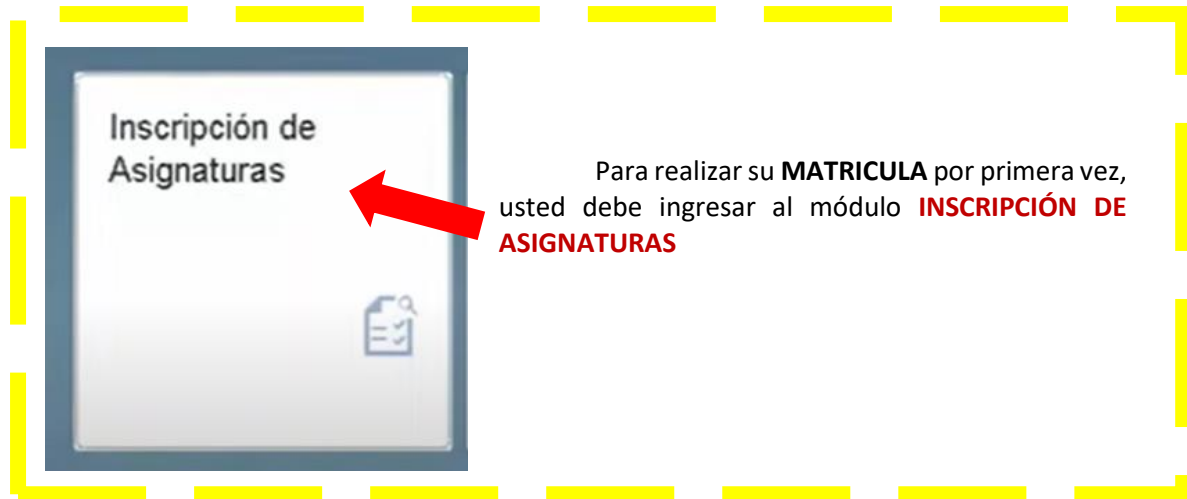 Inscripción de
Asignaturas
Para realizar su MATRICULA por primera vez,
usted debe ingresar al módulo INSCRIPCIÓN DE
ASIGNATURAS